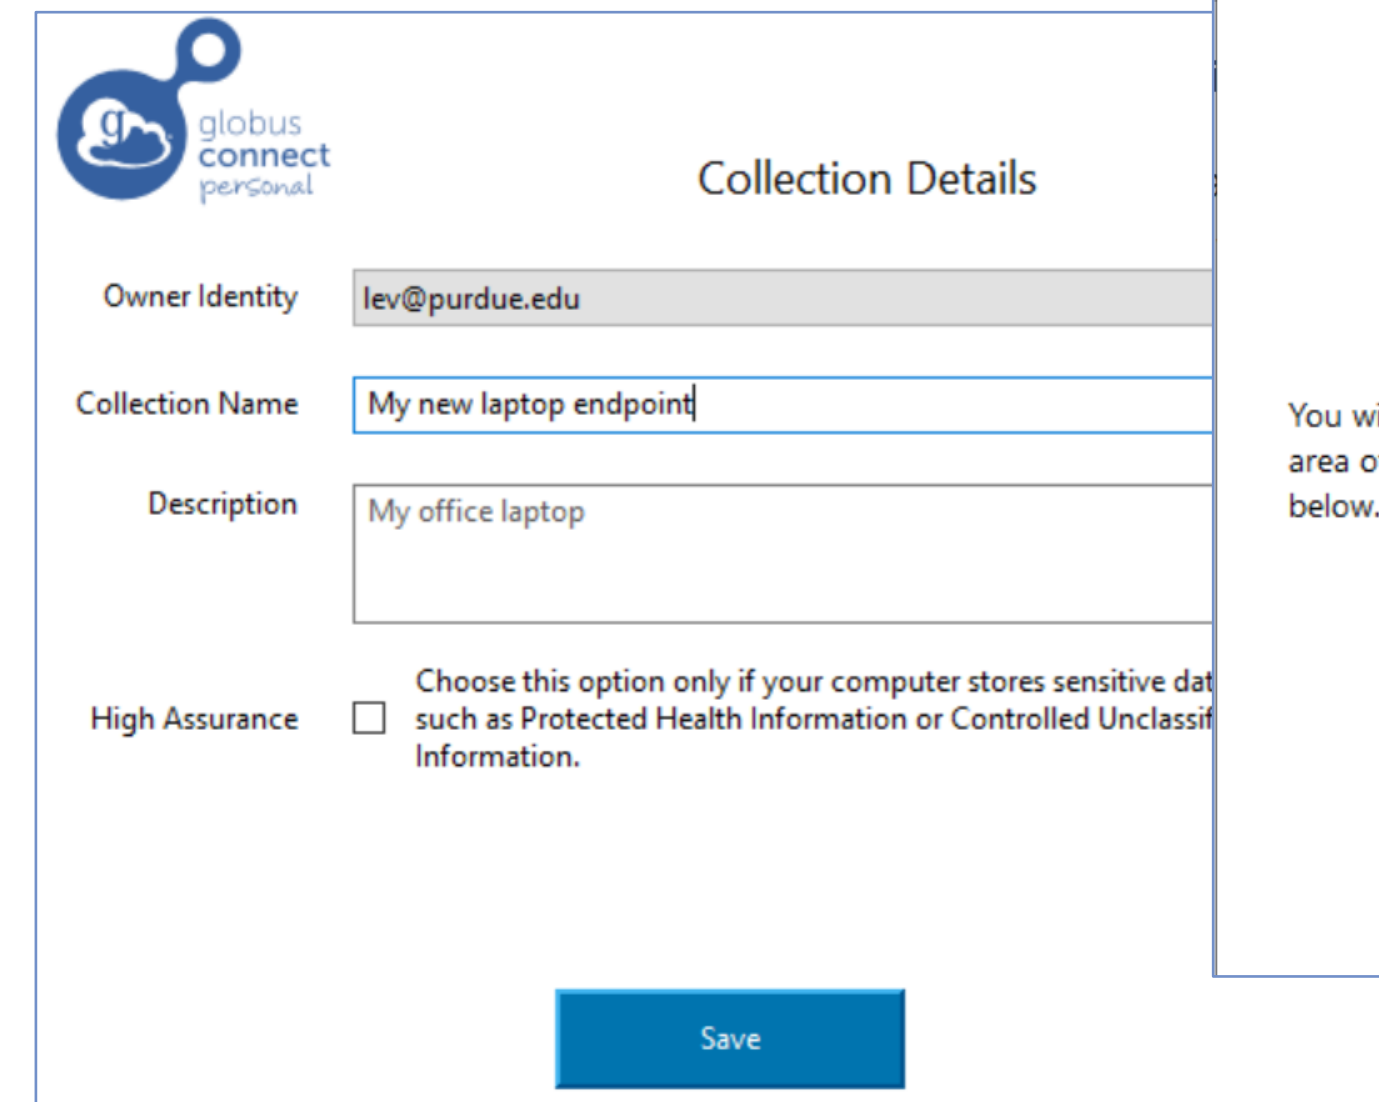 g
globus
connect
personal
Collection Details
Owner Identity
lev@purdue.edu
Collection Name
My new laptop endpoint
Description
My office laptop
High Assurance
Choose this option only if your computer stores sensitive dat
such as Protected Health Information or Controlled Unclassif
Information.
Save
You wi
area of
below.